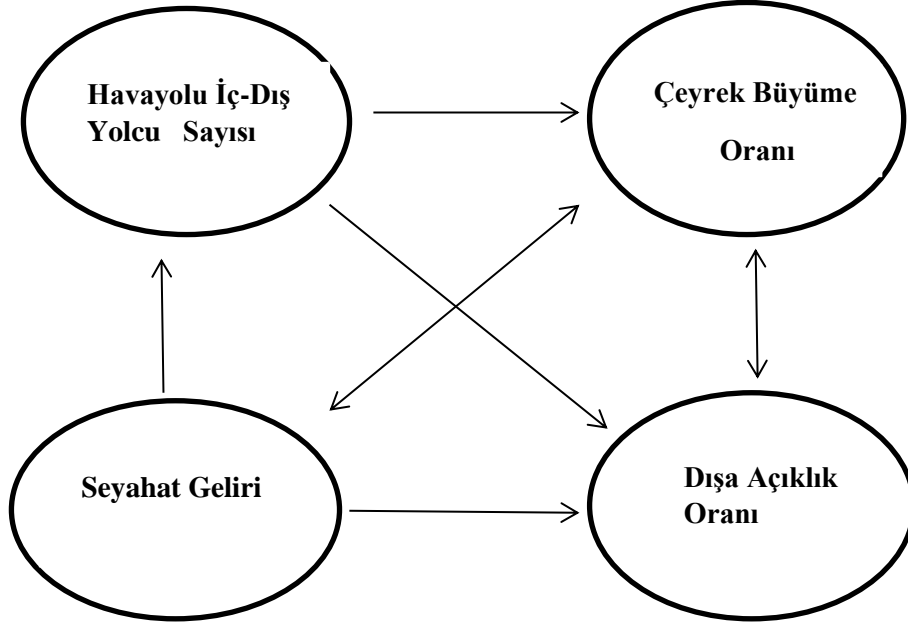 Havayolu İç-Dış
Yolcu Sayısı
Çeyrek Büyüme
Oranı
Seyahat Geliri
Dışa Açıklık
Oranı